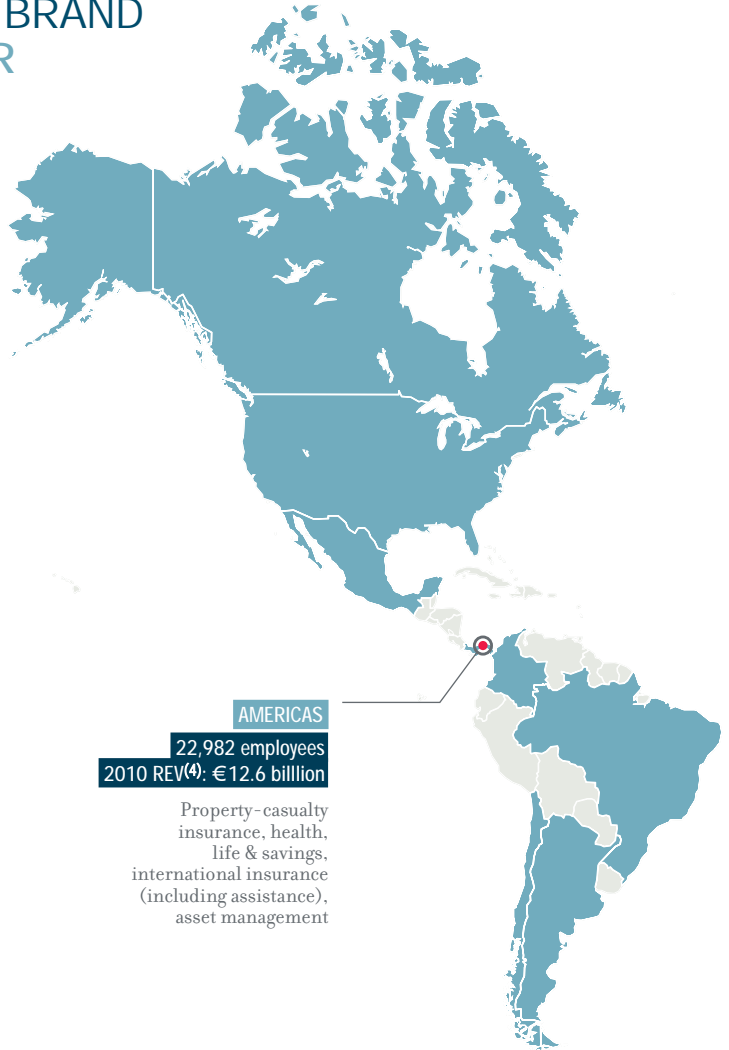 BRAND
R
AMERICAS
22,982 employees
2010 REV(4): €12.6 billlion
Property-casualty
insurance, health,
life & savings,
international insurance
(including assistance),
asset management